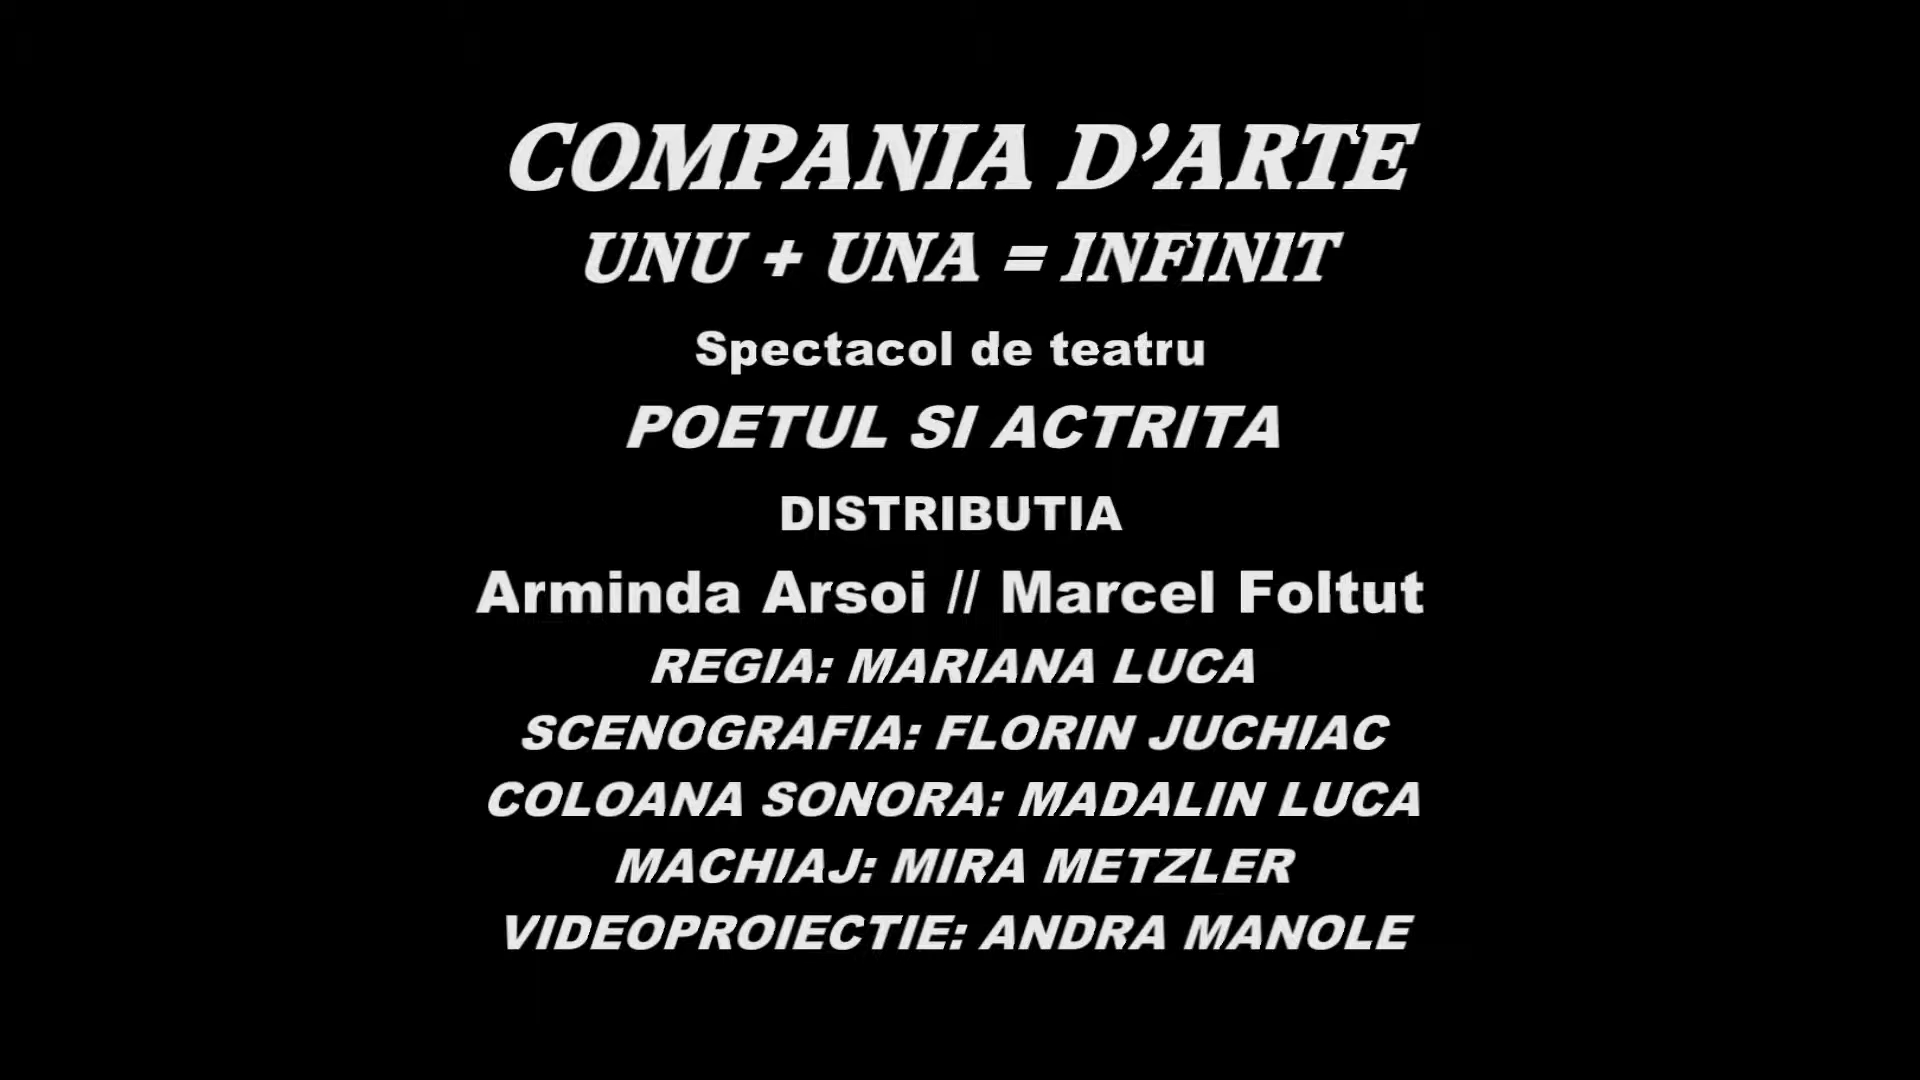 COMPANIA D’ARTE
UNU + UNA = INFINIT
Spectacol de teatru
POETUL SI ACTRITA
DISTRIBUTIA
Arminda Arsoi // Marcel Foltut
REGIA: MARIANA LUCA
SCENOGRAFIA: FLORIN JUCHIAC
COLOANA SONORA: MADALIN LUCA
MACHIAJ: MIRA METZLER
VIDEOPROIECTIE: ANDRA MANOLE